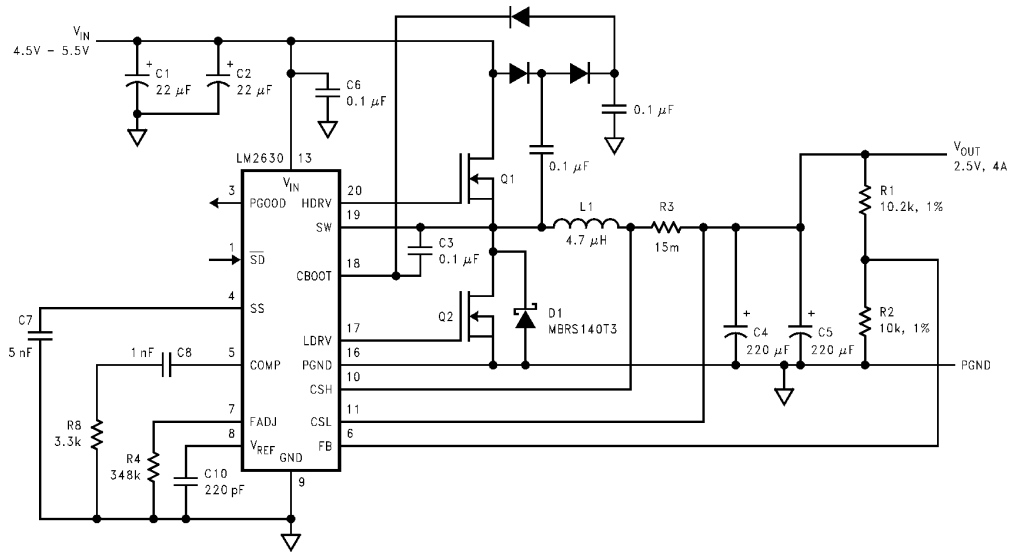 V_IN
4.5V – 5.5V
C1
22 μF
C2
22 μF
C6
0.1 μF
0.1 μF
0.1 μF
LM2630
13
V_IN
3
PGOOD
HDRV
20
Q1
SW
19
L1
4.7 μH
R3
15m
V_OUT
2.5V, 4A
R1
10.2k, 1%
1
SD
C3
0.1 μF
CBOOT
18
4
SS
C7
5 nF
Q2
D1
MBRS140T3
C4
220 μF
C5
220 μF
R2
10k, 1%
LDRV
17
1 nF
C8
5
COMP
PGND
16
PGND
CSH
10
7
FADJ
CSL
11
R8
3.3k
R4
348k
8
V_REF
FB
6
C10
220 pF
GND
9